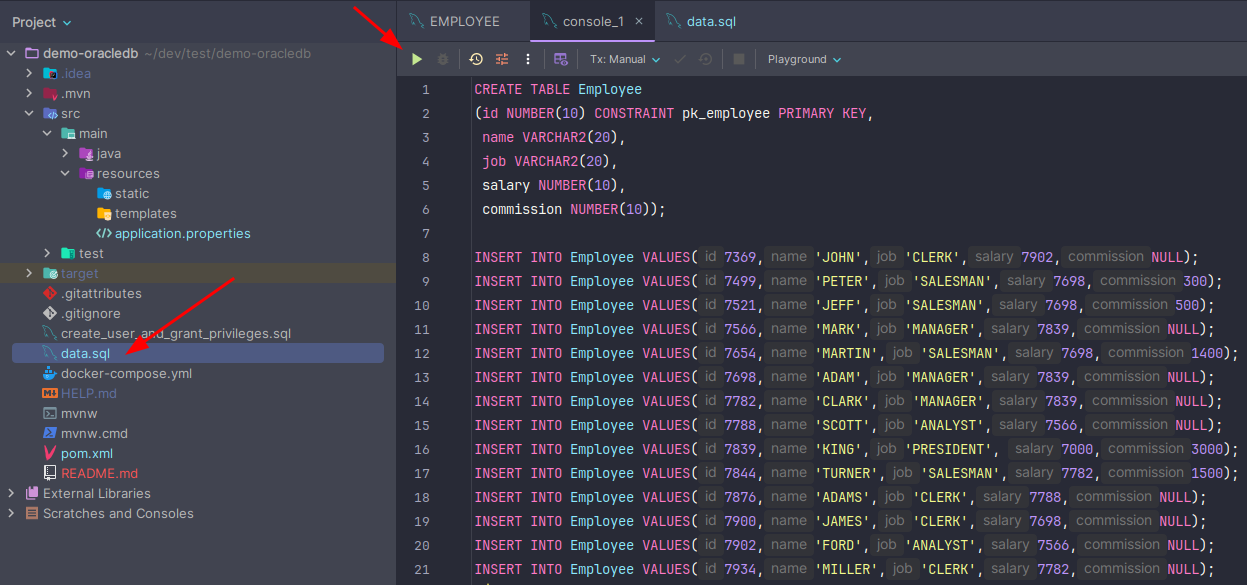 Project
demo-oracledb ~/dev/test/demo-oracledb
.idea
.mvn
src
main
java
resources
static
templates
application.properties
test
target
.gitattributes
.gitignore
create_user_and_grant_privileges.sql
data.sql
docker-compose.yml
HELP.md
mvnw
mvnw.cmd
pom.xml
README.md
External Libraries
Scratches and Consoles
EMPLOYEE console_1 data.sql
Tx: Manual Playground
1 CREATE TABLE Employee
2 (id NUMBER(10) CONSTRAINT pk_employee PRIMARY KEY,
3 name VARCHAR2(20),
4 job VARCHAR2(20),
5 salary NUMBER(10),
6 commission NUMBER(10));
7
8 INSERT INTO Employee VALUES( id 7369, name 'JOHN', job 'CLERK', salary 7902, commission NULL);
9 INSERT INTO Employee VALUES( id 7499, name 'PETER', job 'SALESMAN', salary 7698, commission 300);
10 INSERT INTO Employee VALUES( id 7521, name 'JEFF', job 'SALESMAN', salary 7698, commission 500);
11 INSERT INTO Employee VALUES( id 7566, name 'MARK', job 'MANAGER', salary 7839, commission NULL);
12 INSERT INTO Employee VALUES( id 7654, name 'MARTIN', job 'SALESMAN', salary 7698, commission 1400);
13 INSERT INTO Employee VALUES( id 7698, name 'ADAM', job 'MANAGER', salary 7839, commission NULL);
14 INSERT INTO Employee VALUES( id 7782, name 'CLARK', job 'MANAGER', salary 7839, commission NULL);
15 INSERT INTO Employee VALUES( id 7788, name 'SCOTT', job 'ANALYST', salary 7566, commission NULL);
16 INSERT INTO Employee VALUES( id 7839, name 'KING', job 'PRESIDENT', salary 7000, commission 3000);
17 INSERT INTO Employee VALUES( id 7844, name 'TURNER', job 'SALESMAN', salary 7782, commission 1500);
18 INSERT INTO Employee VALUES( id 7876, name 'ADAMS', job 'CLERK', salary 7788, commission NULL);
19 INSERT INTO Employee VALUES( id 7900, name 'JAMES', job 'CLERK', salary 7698, commission NULL);
20 INSERT INTO Employee VALUES( id 7902, name 'FORD', job 'ANALYST', salary 7566, commission NULL);
21 INSERT INTO Employee VALUES( id 7934, name 'MILLER', job 'CLERK', salary 7782, commission NULL);